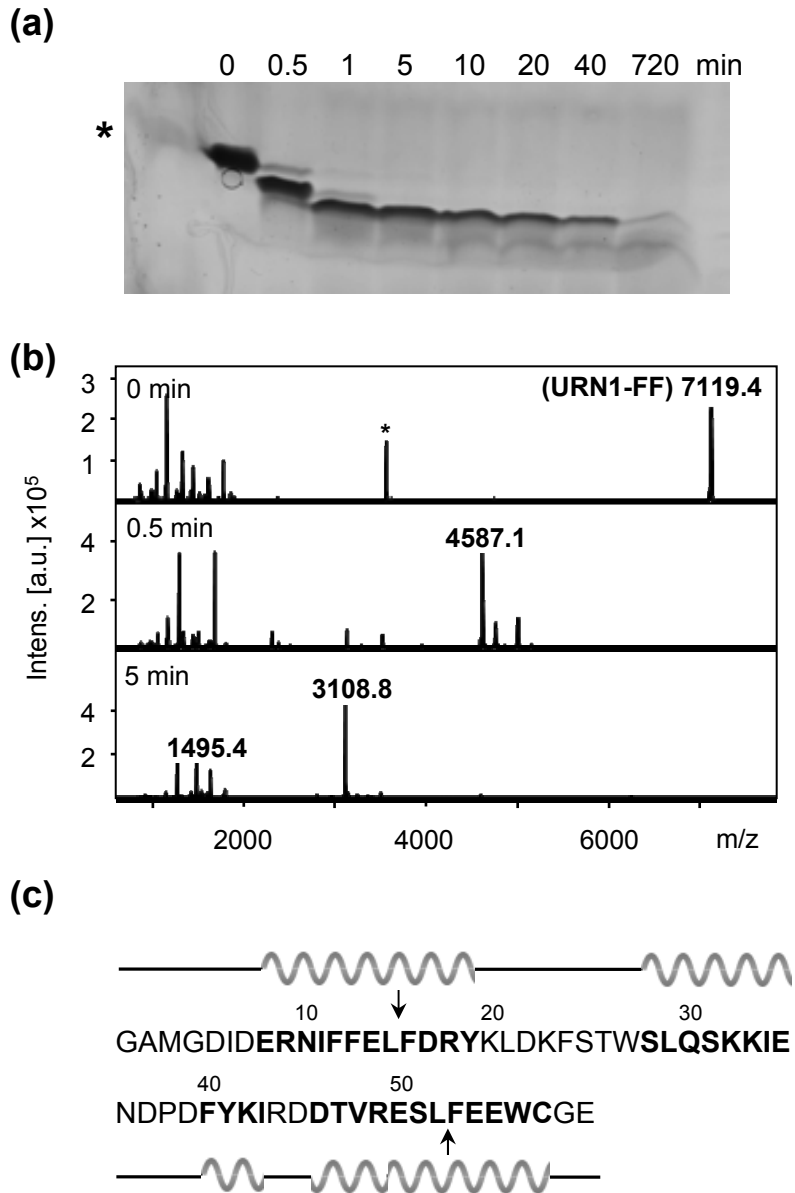 (a)
0 0.5 1 5 10 20 40 720 min
*
(b)
3
2
1
0 min
(URN1-FF) 7119.4
*
Intens. [a.u.] x10⁵
4
2
0.5 min
4587.1
4
2
5 min
3108.8
1495.4
2000 4000 6000 m/z
(c)
10 20 30
GAMGDIDERNIFFELFDRYKLDKFSTWSLQSKKIE
40 50
NDPDFYKIRDDTVRESLFEEWCGE